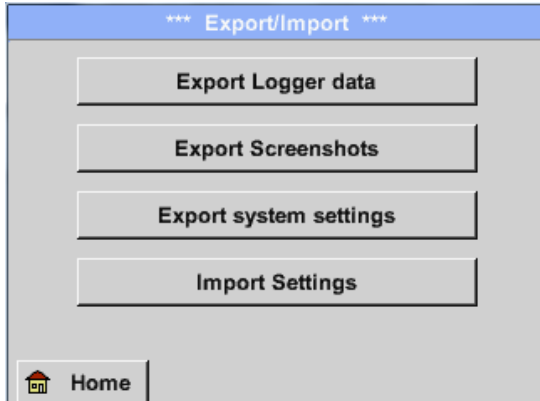 *** Export/Import ***
Export Logger data
Export Screenshots
Export system settings
Import Settings
Home